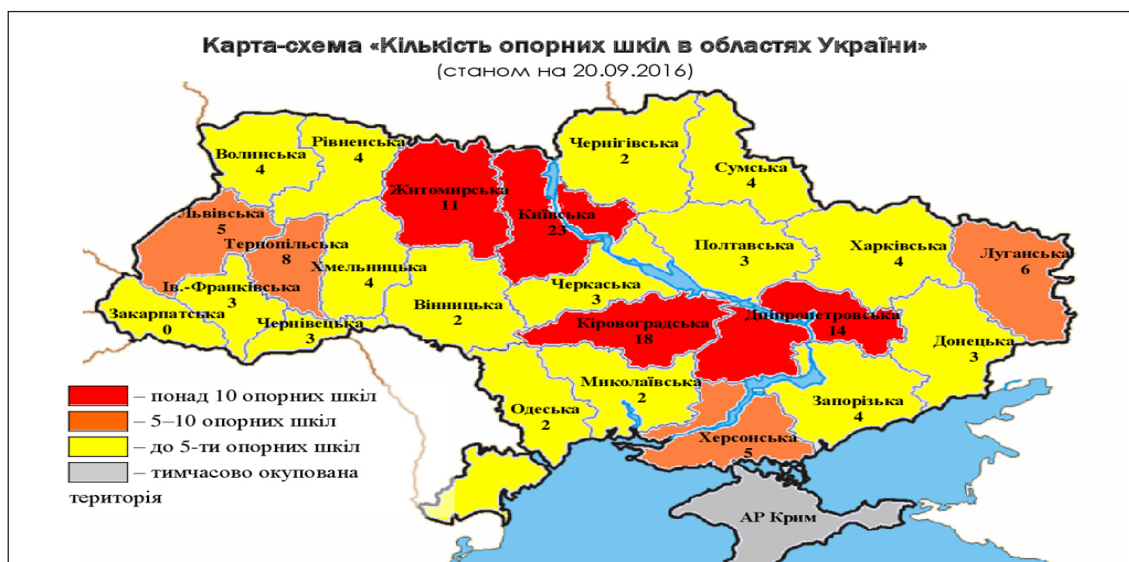 Карта-схема «Кількість опорних шкіл в областях України»
(станом на 20.09.2016)
Волинська
4
Рівненська
4
Житомирська
11
Київська
23
Чернігівська
2
Сумська
4
Львівська
5
Тернопільська
8
Хмельницька
4
Вінницька
2
Черкаська
3
Полтавська
3
Харківська
4
Луганська
6
Закарпатська
0
Ів.-Франківська
3
Чернівецька
3
Кіровоградська
18
Дніпропетровська
14
Донецька
3
Одеська
2
Миколаївська
2
Запорізька
4
Херсонська
5
АР Крим
– понад 10 опорних шкіл
– 5–10 опорних шкіл
– до 5-ти опорних шкіл
– тимчасово окупована
територія